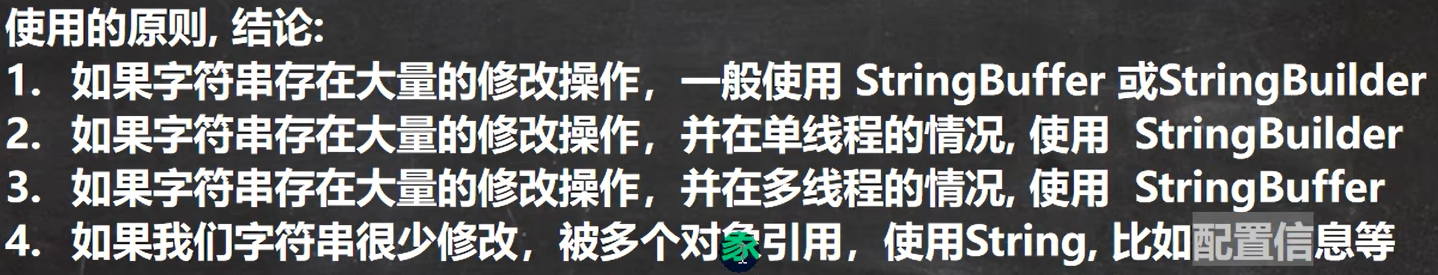 使用的原则, 结论:
1. 如果字符串存在大量的修改操作，一般使用 StringBuffer 或StringBuilder
2. 如果字符串存在大量的修改操作，并在单线程的情况, 使用 StringBuilder
3. 如果字符串存在大量的修改操作，并在多线程的情况, 使用 StringBuffer
4. 如果我们字符串很少修改，被多个对象引用，使用String, 比如配置信息等